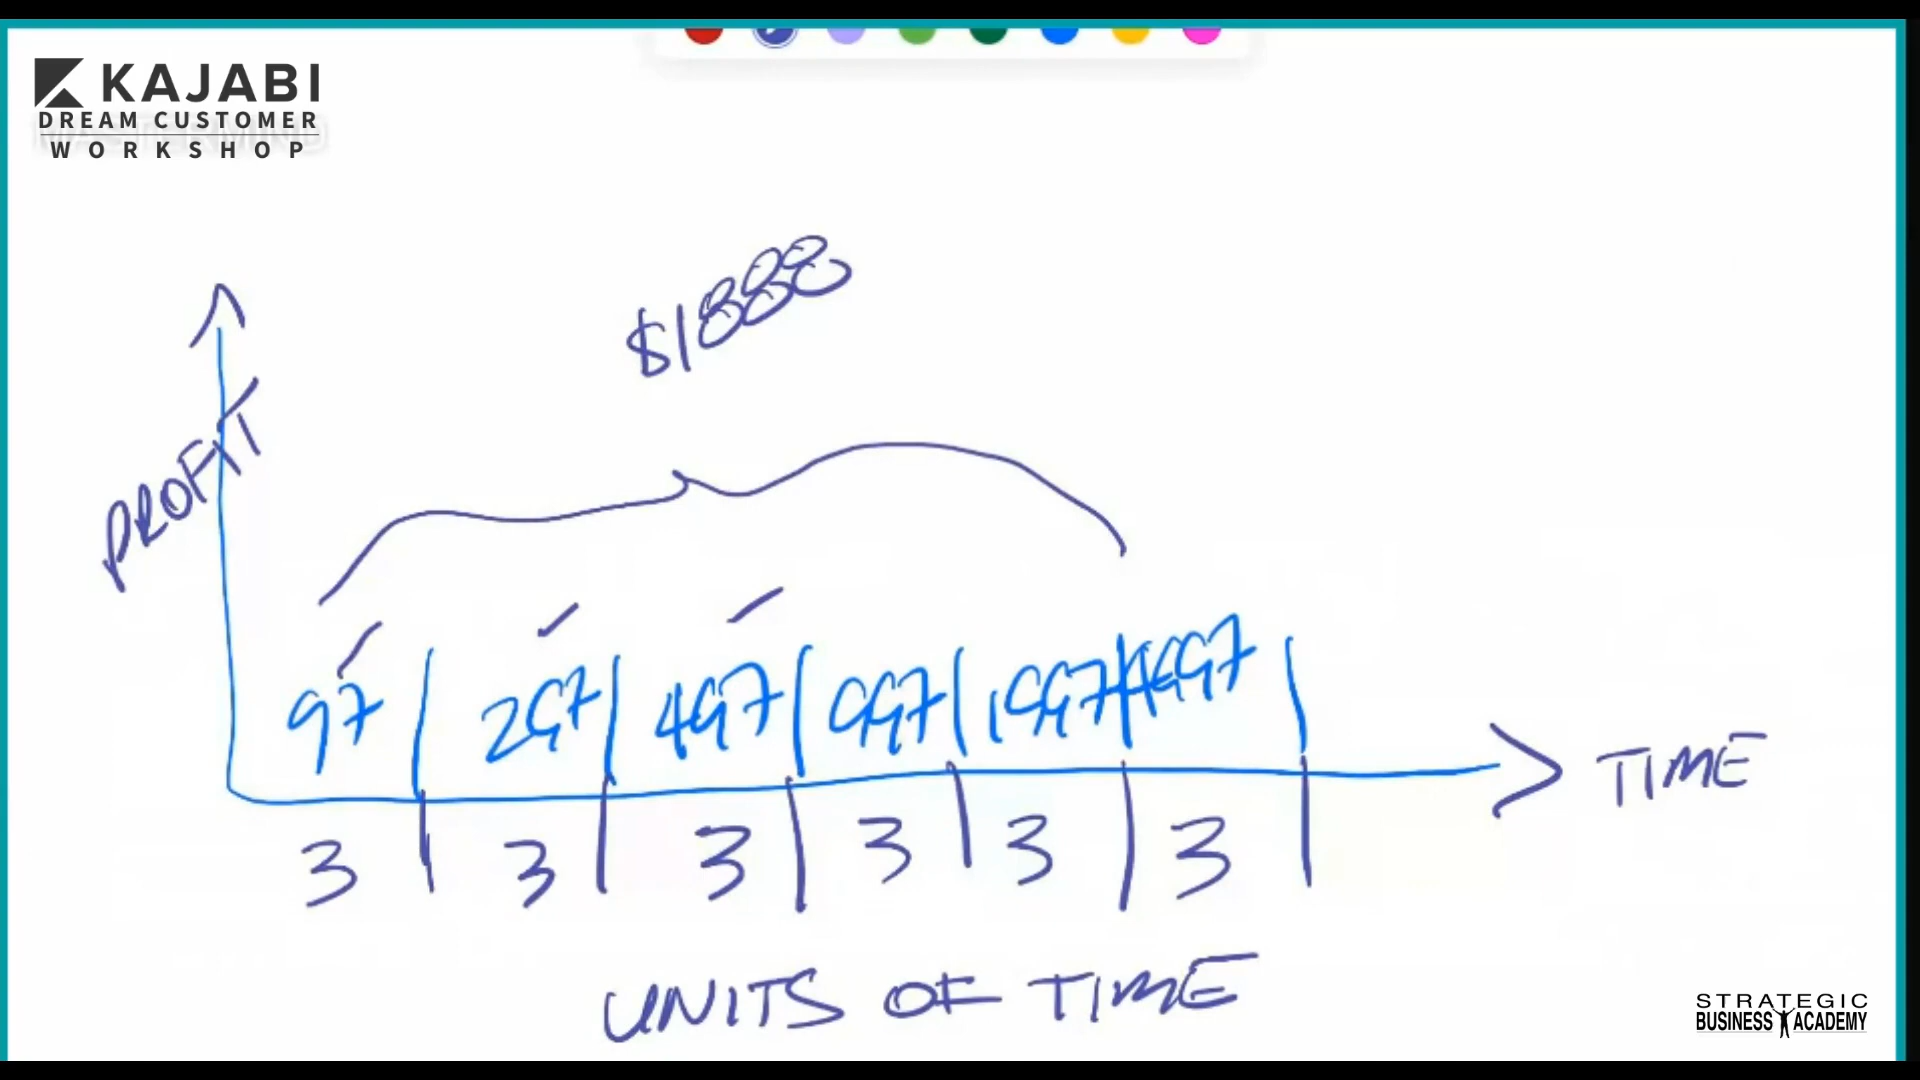 KAJABI
DREAM CUSTOMER
WORKSHOP
$1888
PROFIT
97 297 497 997 1997
TIME
3 3 3 3 3 3
UNITS OF TIME
STRATEGIC
BUSINESS ACADEMY